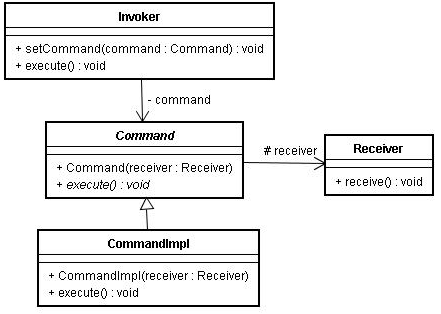 Invoker
+ setCommand(command : Command) : void
+ execute() : void
- command
Command
+ Command(receiver : Receiver)
+ execute() : void
# receiver
Receiver
+ receive() : void
CommandImpl
+ CommandImpl(receiver : Receiver)
+ execute() : void